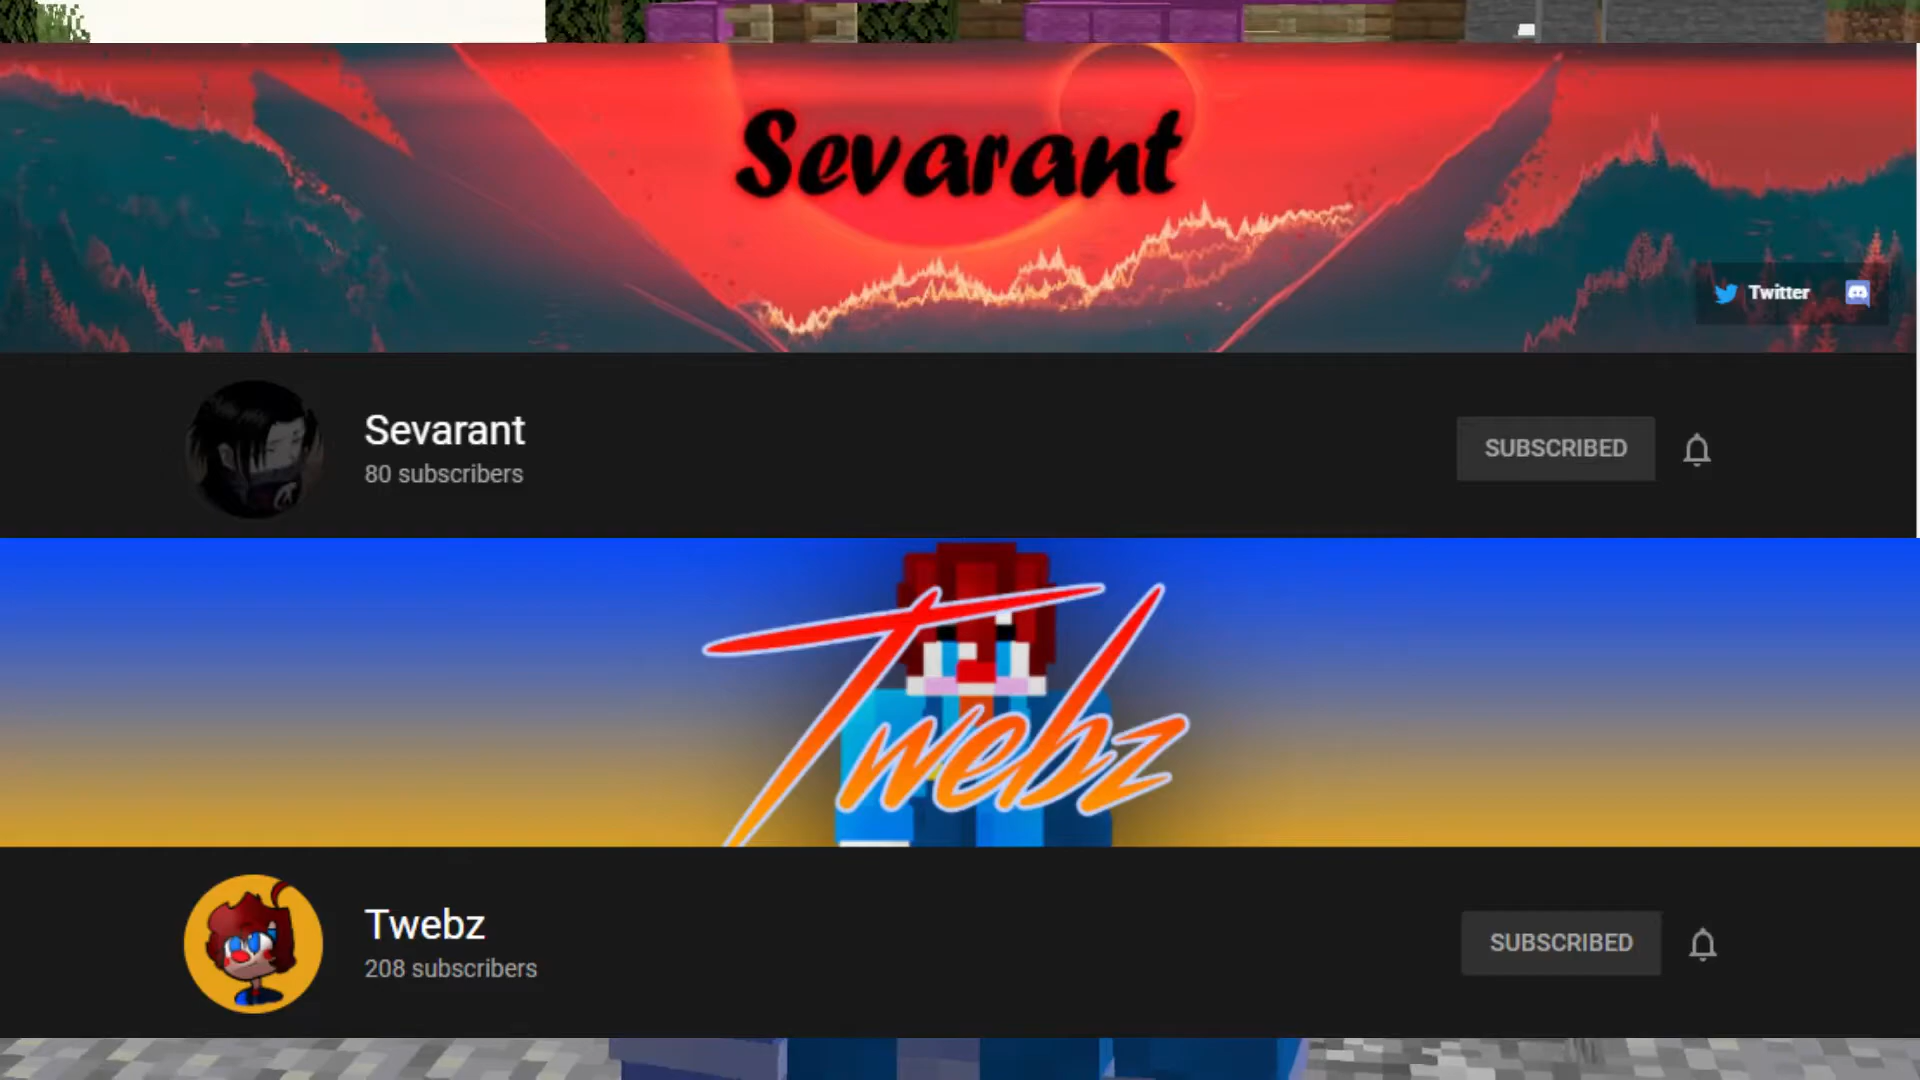 Sevarant
Twitter
Sevarant
80 subscribers
SUBSCRIBED
Twebz
Twebz
208 subscribers
SUBSCRIBED